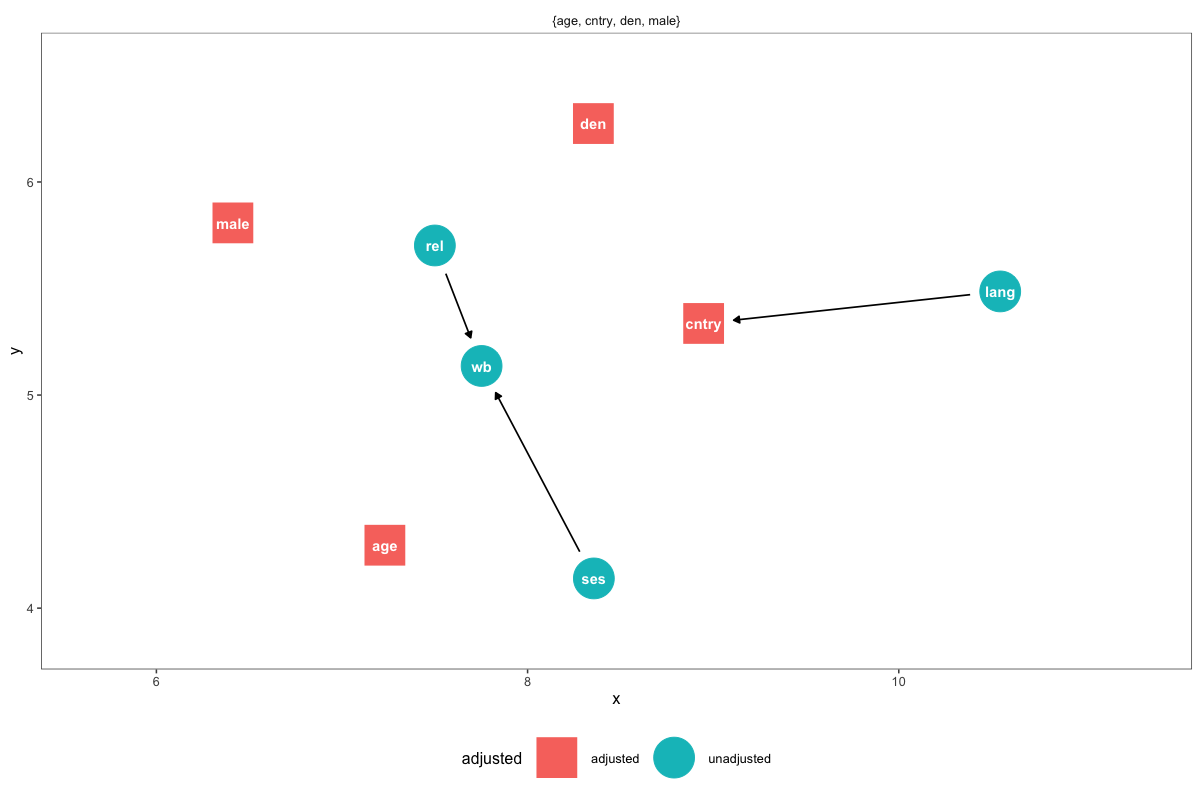 {age, cntry, den, male}
den
6
male
rel
lang
cntry
y
wb
5
age
ses
4
6
8
10
x
adjusted
adjusted
unadjusted